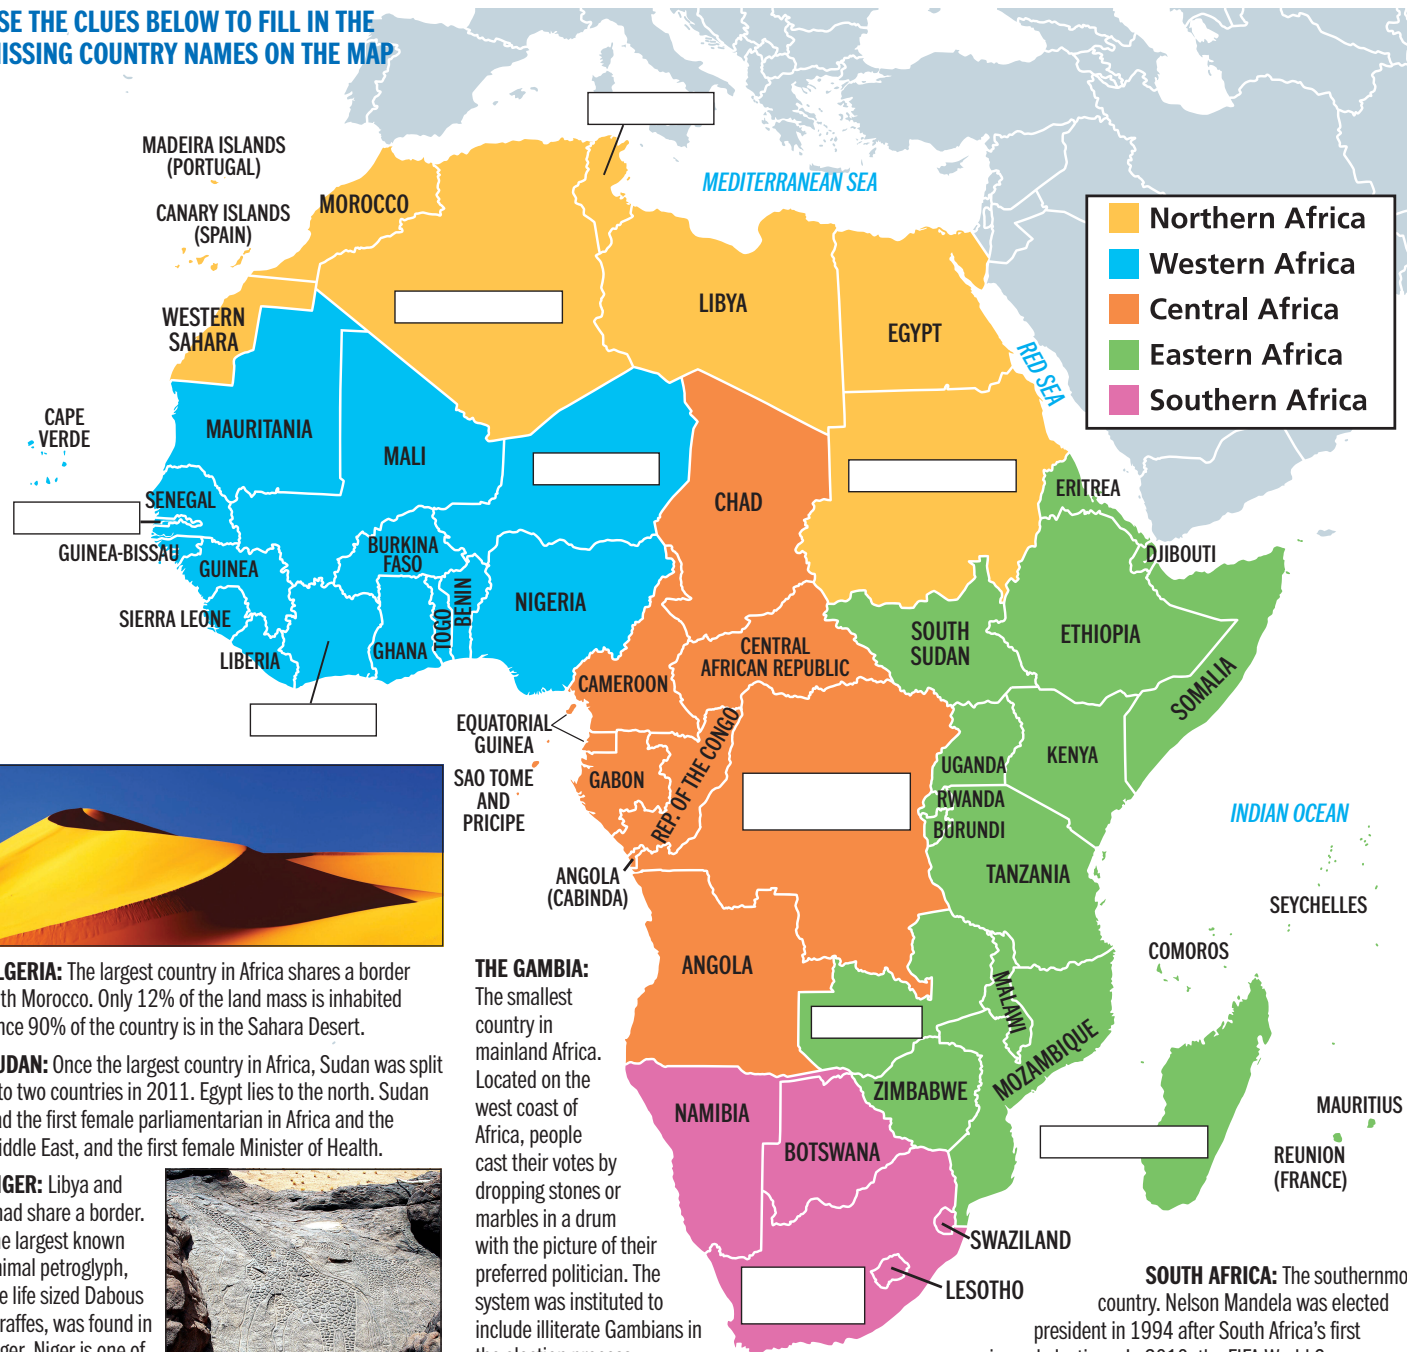 SE THE CLUES BELOW TO FILL IN THE
ISSING COUNTRY NAMES ON THE MAP
MADEIRA ISLANDS
(PORTUGAL)
CANARY ISLANDS
(SPAIN)
MOROCCO
WESTERN
SAHARA
LIBYA
EGYPT
MEDITERRANEAN SEA
RED SEA
Northern Africa
Western Africa
Central Africa
Eastern Africa
Southern Africa
CAPE
VERDE
MAURITANIA
MALI
SENEGAL
GUINEA-BISSAU
GUINEA
SIERRA LEONE
LIBERIA
BURKINA
FASO
GHANA
TOGO
BENIN
NIGERIA
CHAD
ERITREA
DJIBOUTI
ETHIOPIA
SOMALIA
SOUTH
SUDAN
CENTRAL
AFRICAN REPUBLIC
CAMEROON
EQUATORIAL
GUINEA
SAO TOME
AND
PRICIPE
GABON
REP. OF THE CONGO
ANGOLA
(CABINDA)
UGANDA
KENYA
RWANDA
BURUNDI
TANZANIA
INDIAN OCEAN
SEYCHELLES
COMOROS
ANGOLA
MALAWI
MOZAMBIQUE
ZIMBABWE
NAMIBIA
BOTSWANA
MAURITIUS
REUNION
(FRANCE)
SWAZILAND
LESOTHO
LGERIA: The largest country in Africa shares a border
th Morocco. Only 12% of the land mass is inhabited
nce 90% of the country is in the Sahara Desert.
UDAN: Once the largest country in Africa, Sudan was split
to two countries in 2011. Egypt lies to the north. Sudan
d the first female parliamentarian in Africa and the
iddle East, and the first female Minister of Health.
IGER: Libya and
had share a border.
e largest known
imal petroglyph,
e life sized Dabous
raffes, was found in
ger. Niger is one of
THE GAMBIA:
The smallest
country in
mainland Africa.
Located on the
west coast of
Africa, people
cast their votes by
dropping stones or
marbles in a drum
with the picture of their
preferred politician. The
system was instituted to
include illiterate Gambians in
the election process.
SOUTH AFRICA: The southernmo
country. Nelson Mandela was elected
president in 1994 after South Africa's first